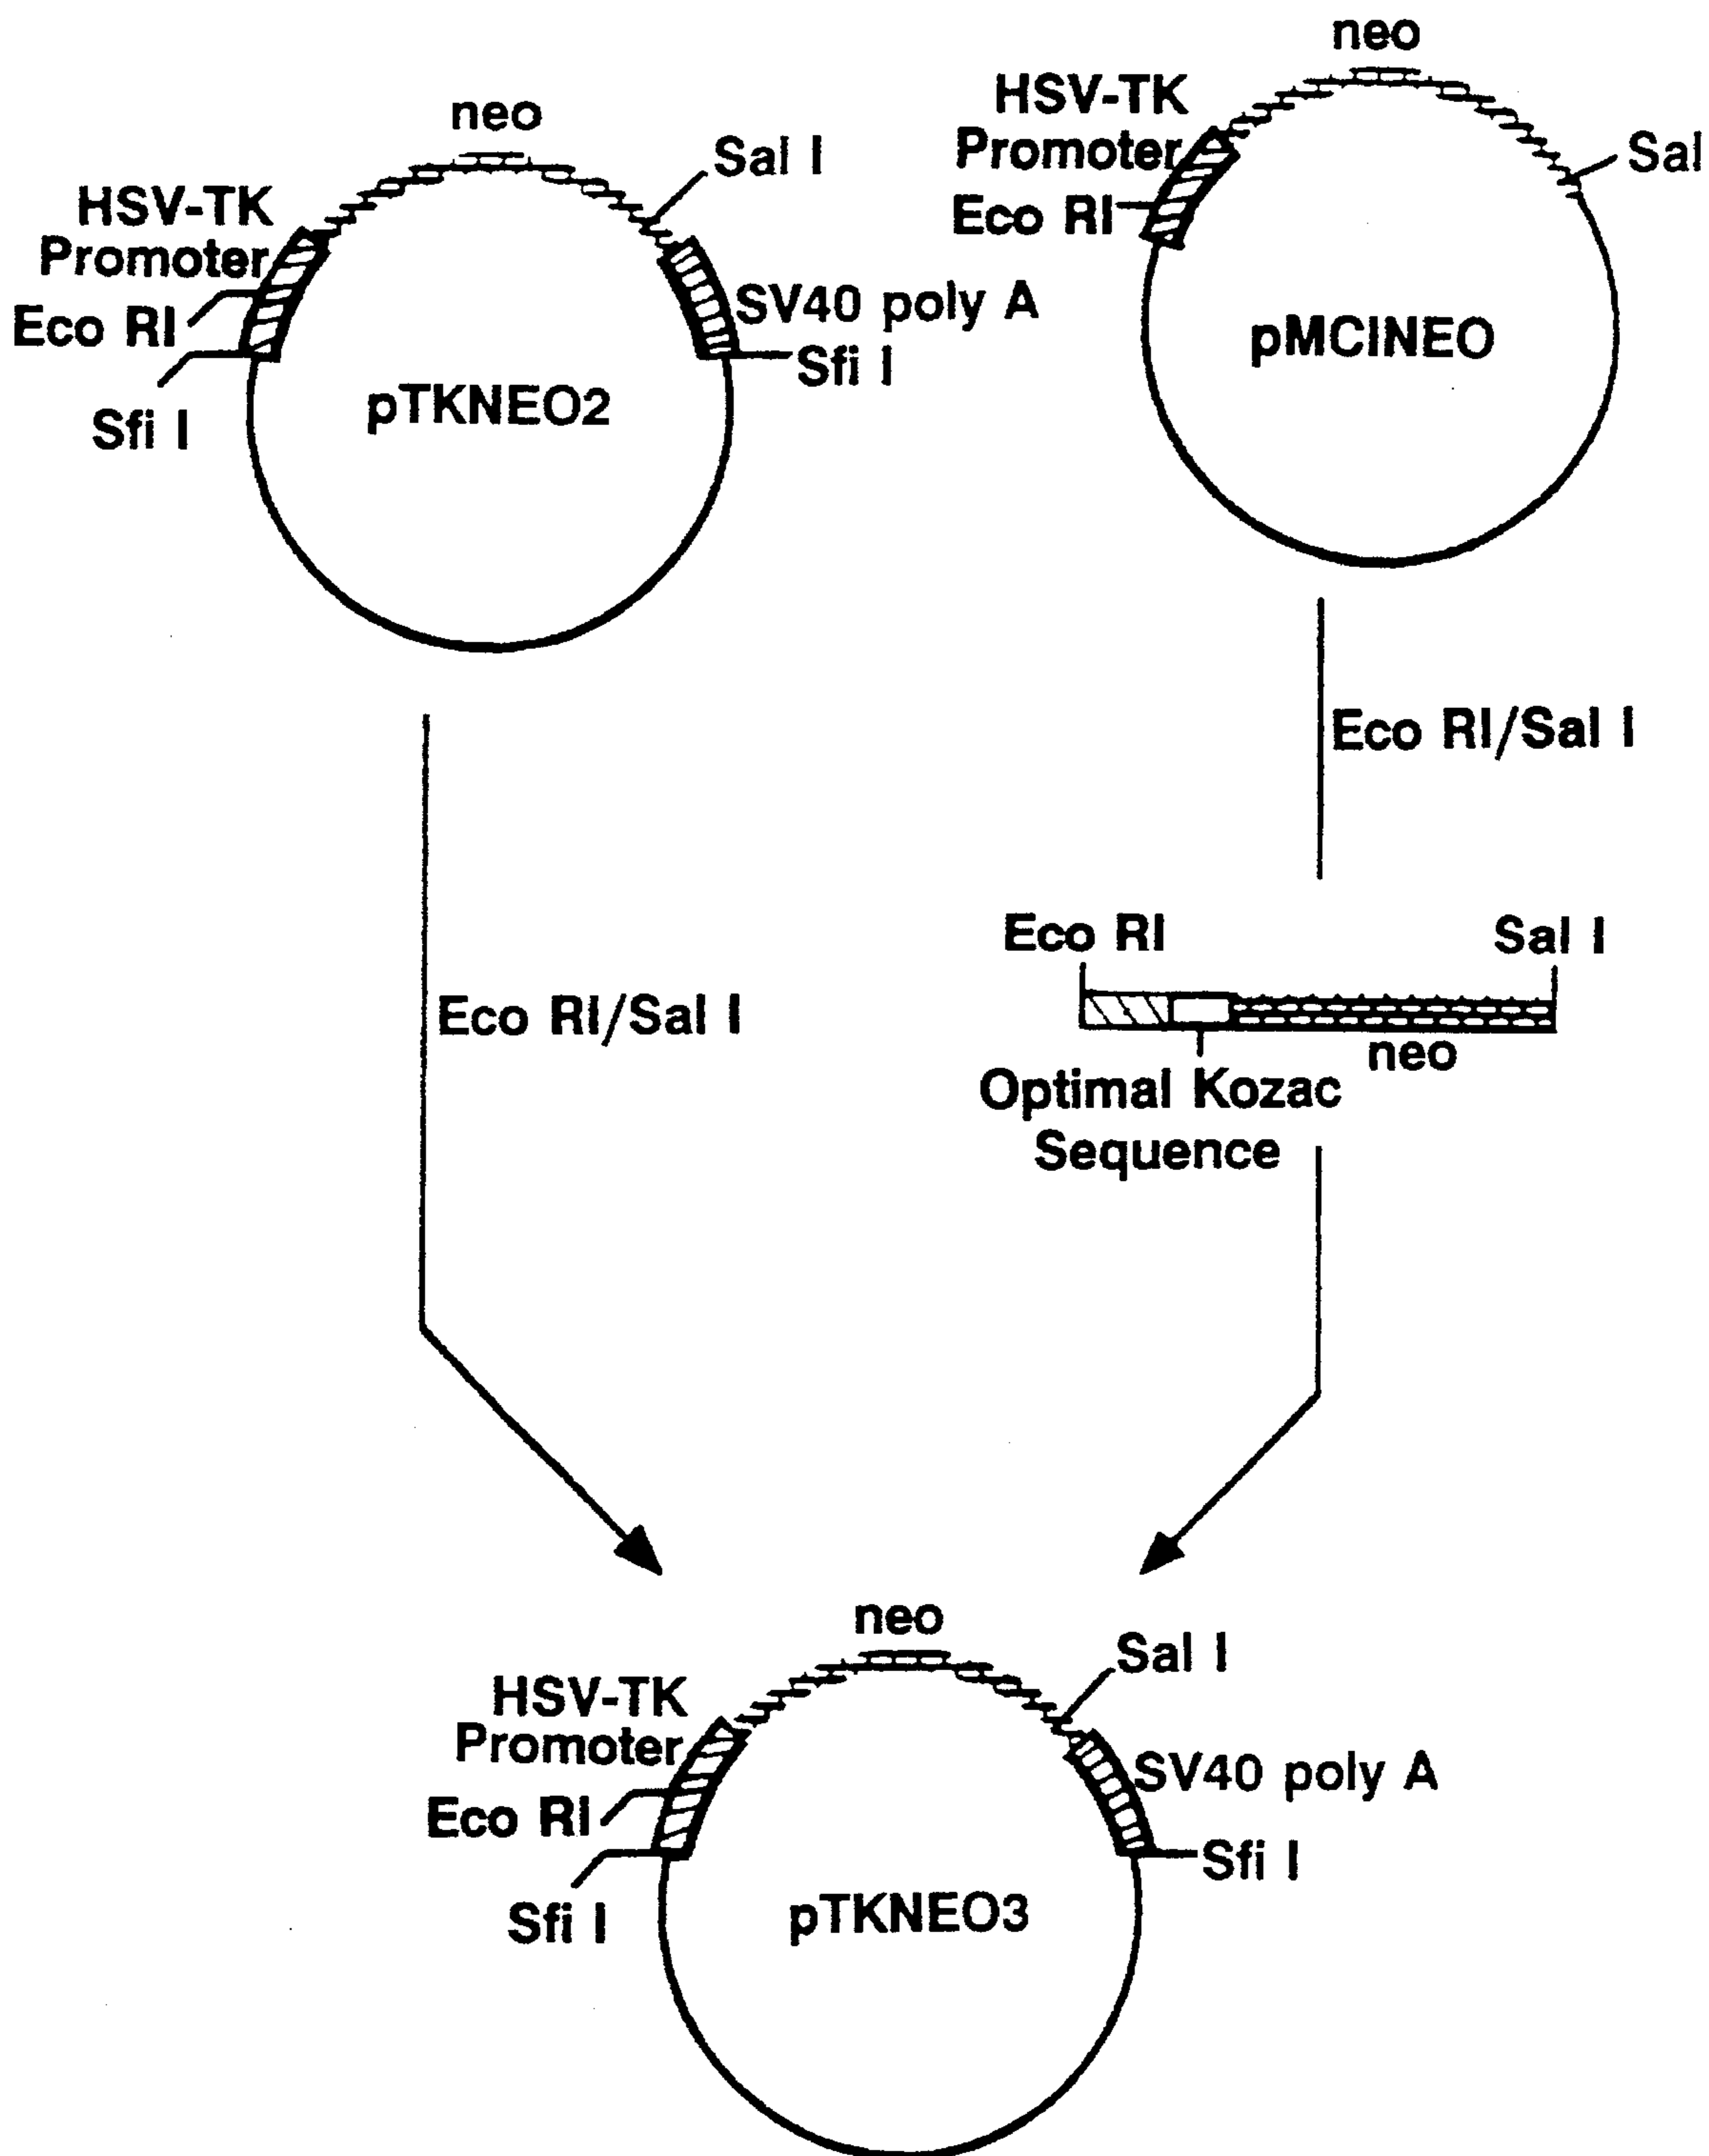 neo
HSV-TK
Promoter
Eco RI
Sfi I
Sal I
SV40 poly A
Sfi I
pTKNEO2
neo
HSV-TK
Promoter
Eco RI
Sal
pMCINEO
Eco RI/Sal I
Eco RI
Sal I
neo
Optimal Kozac
Sequence
Eco RI/Sal I
neo
HSV-TK
Promoter
Eco RI
Sfi I
Sal I
SV40 poly A
Sfi I
pTKNEO3